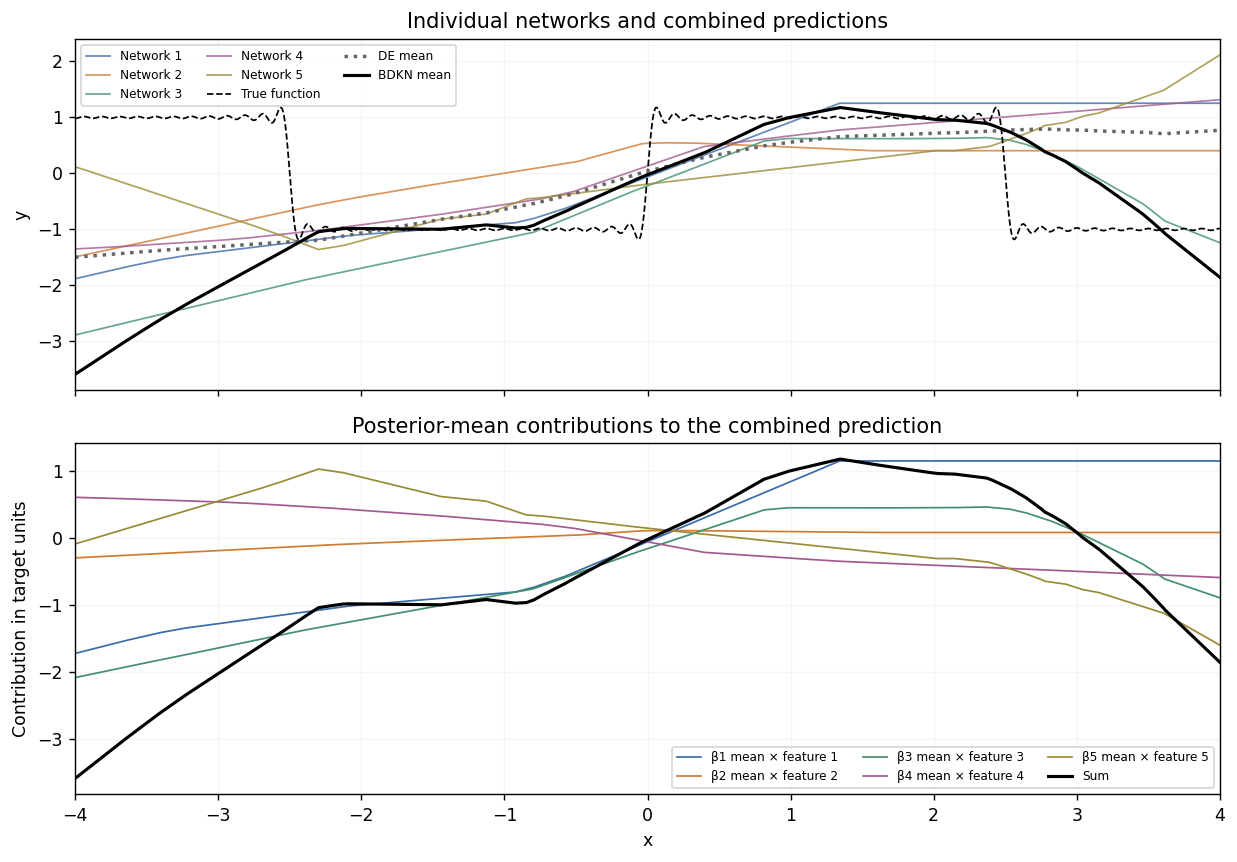 Individual networks and combined predictions
Network 1 Network 4 DE mean
Network 2 Network 5 BDKN mean
Network 3 True function
2
1
0
−1
−2
−3
y
Posterior-mean contributions to the combined prediction
1
0
−1
−2
−3
Contribution in target units
β1 mean × feature 1 β3 mean × feature 3 β5 mean × feature 5
β2 mean × feature 2 β4 mean × feature 4 Sum
−4 −3 −2 −1 0 1 2 3 4
x